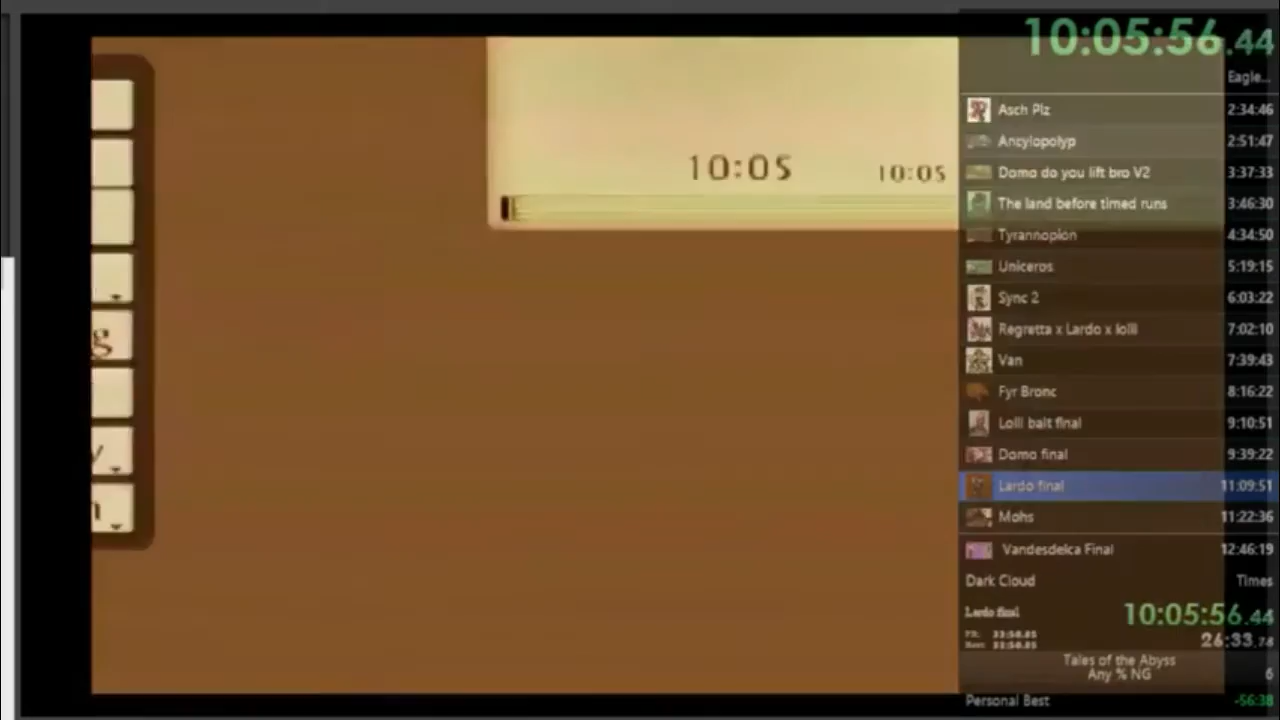 10:05:56.44
Eagle...
Asch Plz 2:34:46
Ancylopolyp 2:51:47
Domo do you lift bro V2 3:37:33
The land before timed runs 3:46:30
Tyrannopion 4:34:50
Uniceros 5:19:15
Sync 2 6:03:22
Regretta x Lardo x lolli 7:02:10
Van 7:39:43
Fyr Bronc 8:16:22
Lolli bait final 9:10:51
Domo final 9:39:22
Lardo final 11:09:51
Mohs 11:22:36
Vandesdelca Final 12:46:19
Dark Cloud Times
Lardo final 10:05:56.44
26:33
Tales of the Abyss
Any % NG 6
Personal Best -56:38
10:05 10:05
g
y